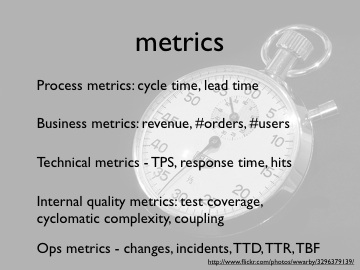 metrics
Process metrics: cycle time, lead time
Business metrics: revenue, #orders, #users
Technical metrics - TPS, response time, hits
Internal quality metrics: test coverage,
cyclomatic complexity, coupling
Ops metrics - changes, incidents, TTD, TTR, TBF
http://www.flickr.com/photos/wwarby/3296379139/